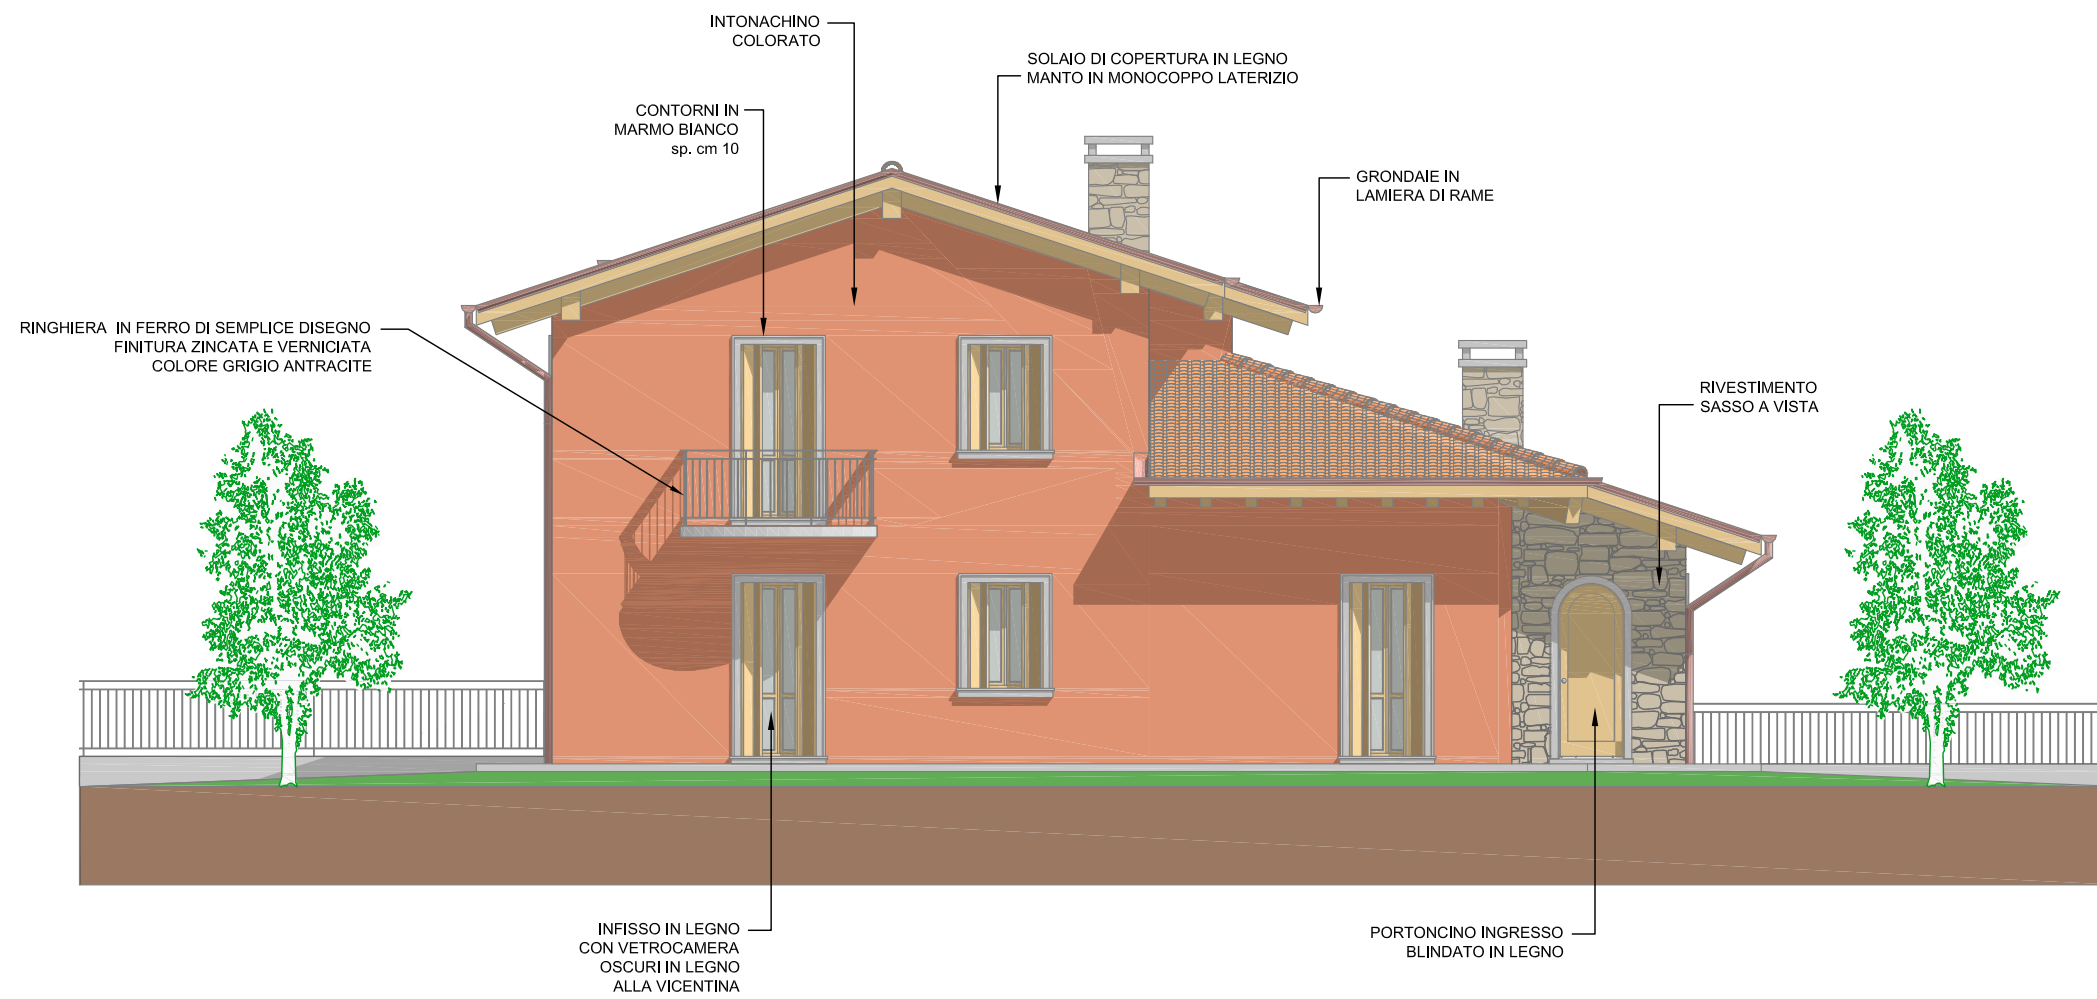 INTONACHINO
COLORATO
SOLAIO DI COPERTURA IN LEGNO
MANTO IN MONOCOPPO LATERIZIO
CONTORNI IN
MARMO BIANCO
sp. cm 10
GRONDAIE IN
LAMIERA DI RAME
RINGHIERA IN FERRO DI SEMPLICE DISEGNO
FINITURA ZINCATA E VERNICIATA
COLORE GRIGIO ANTRACITE
RIVESTIMENTO
SASSO A VISTA
INFISSO IN LEGNO
CON VETROCAMERA
OSCURI IN LEGNO
ALLA VICENTINA
PORTONCINO INGRESSO
BLINDATO IN LEGNO